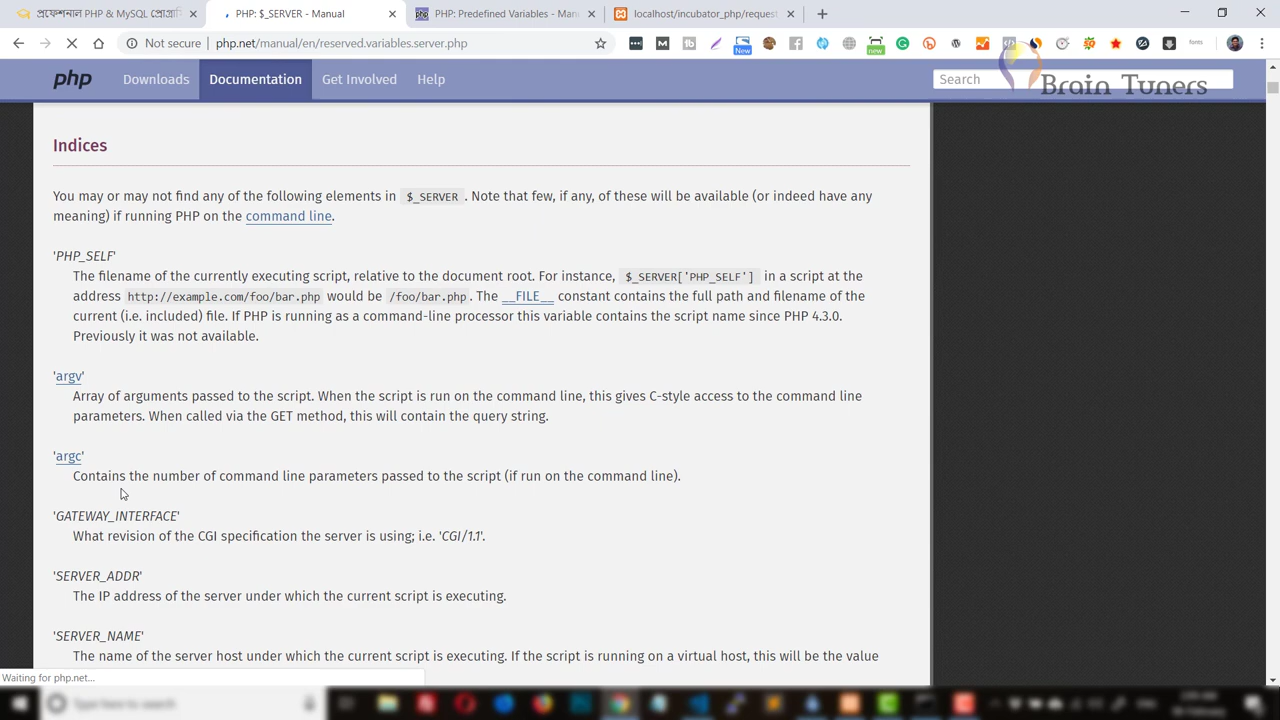 প্রফেশনাল PHP & MySQL প্রোগ্রামি
PHP: $_SERVER - Manual
PHP: Predefined Variables - Manu
localhost/incubator_php/request
Not secure
php.net/manual/en/reserved.variables.server.php
New
new
fonts
php
Downloads
Documentation
Get Involved
Help
Search
Brain Tuners
Indices
You may or may not find any of the following elements in $_SERVER . Note that few, if any, of these will be available (or indeed have any
meaning) if running PHP on the command line.
'PHP_SELF'
The filename of the currently executing script, relative to the document root. For instance, $_SERVER['PHP_SELF'] in a script at the
address http://example.com/foo/bar.php would be /foo/bar.php . The __FILE__ constant contains the full path and filename of the
current (i.e. included) file. If PHP is running as a command-line processor this variable contains the script name since PHP 4.3.0.
Previously it was not available.
'argv'
Array of arguments passed to the script. When the script is run on the command line, this gives C-style access to the command line
parameters. When called via the GET method, this will contain the query string.
'argc'
Contains the number of command line parameters passed to the script (if run on the command line).
'GATEWAY_INTERFACE'
What revision of the CGI specification the server is using; i.e. 'CGI/1.1'.
'SERVER_ADDR'
The IP address of the server under which the current script is executing.
'SERVER_NAME'
The name of the server host under which the current script is executing. If the script is running on a virtual host, this will be the value
Waiting for php.net...
Type here to search